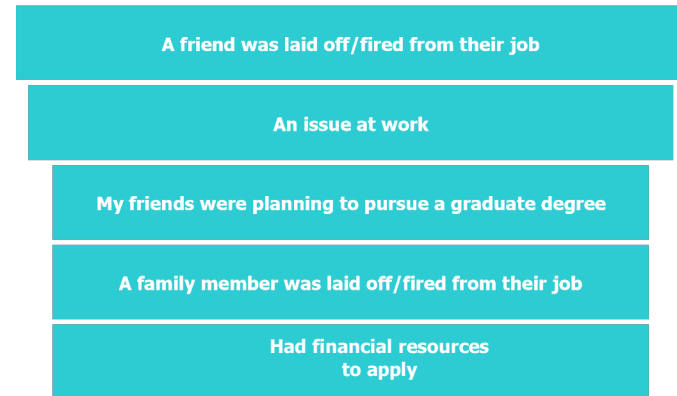 A friend was laid off/fired from their job
An issue at work
My friends were planning to pursue a graduate degree
A family member was laid off/fired from their job
Had financial resources
to apply